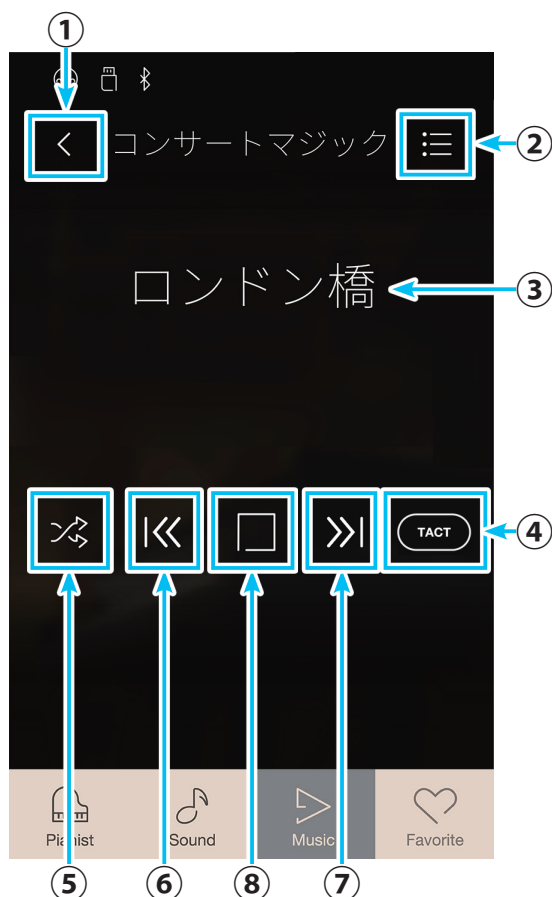 ①
コンサートマジック
②
ロンドン橋
③
TACT
④
Pianist Sound Music Favorite
⑤ ⑥ ⑧ ⑦